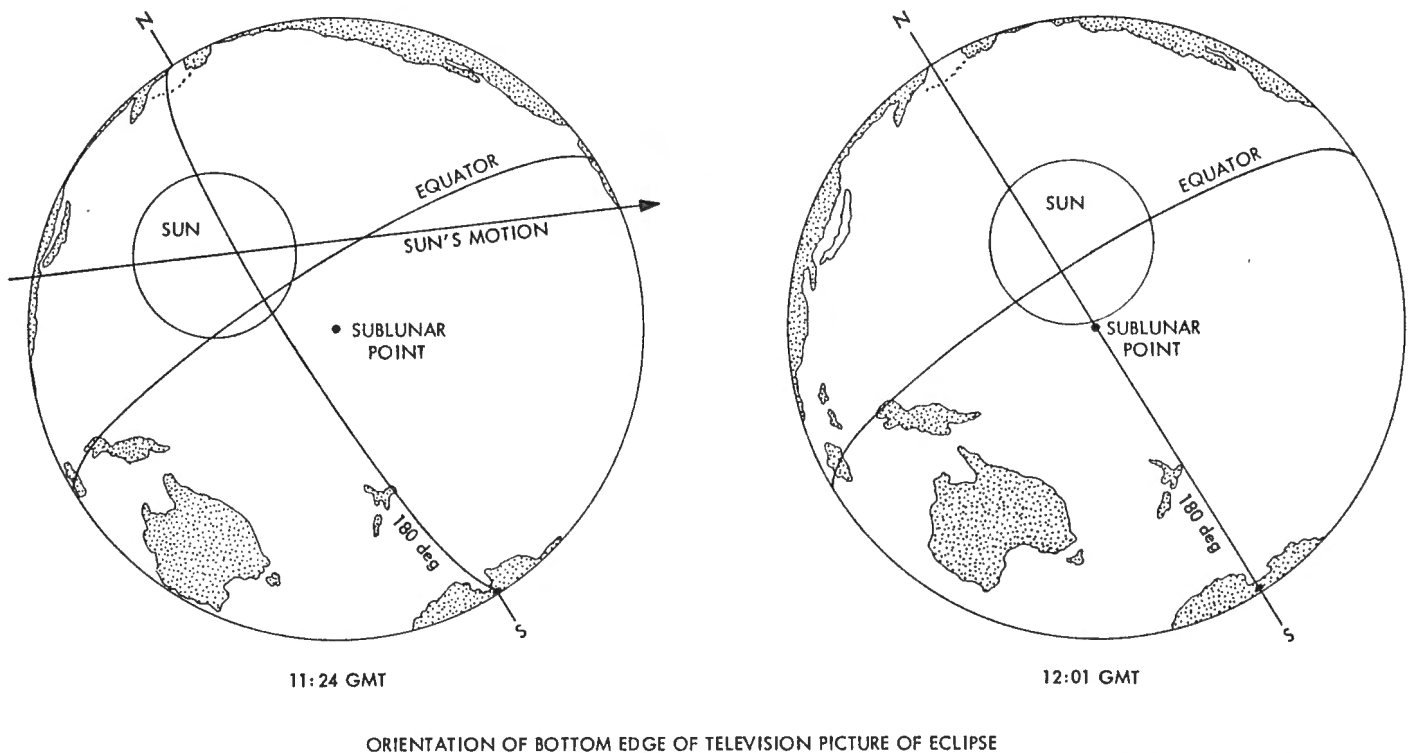 N
EQUATOR
SUN
SUN'S MOTION
SUBLUNAR
POINT
180 deg
S
11:24 GMT
N
EQUATOR
SUN
SUBLUNAR
POINT
180 deg
S
12:01 GMT
ORIENTATION OF BOTTOM EDGE OF TELEVISION PICTURE OF ECLIPSE